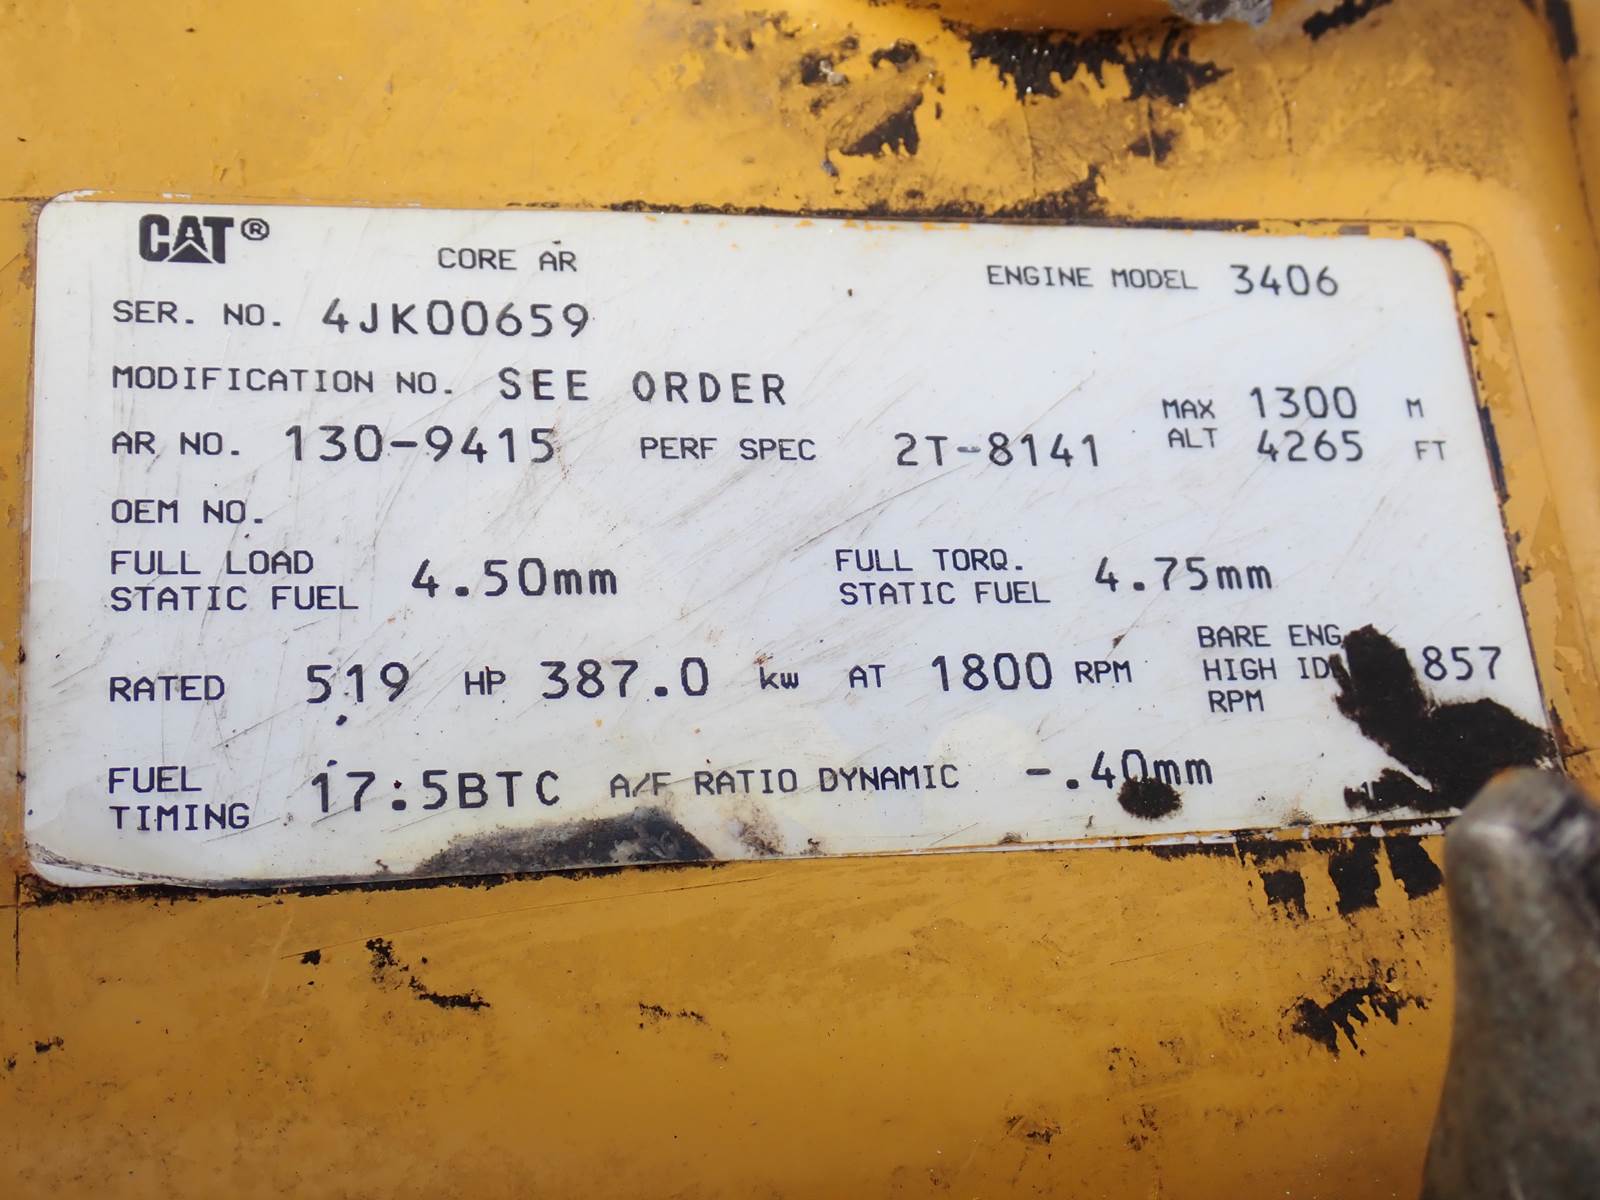 CAT®
CORE AR
ENGINE MODEL 3406
SER. NO. 4JK00659
MODIFICATION NO. SEE ORDER
MAX ALT 1300 M
4265 FT
AR NO. 130-9415 PERF SPEC 2T-8141
OEM NO.
FULL LOAD
STATIC FUEL 4.50mm
FULL TORQ.
STATIC FUEL 4.75mm
RATED 519 HP 387.0 kw AT 1800 RPM
BARE ENG
HIGH
RPM
FUEL
TIMING 17.5BTC A/F RATIO DYNAMIC -.40mm